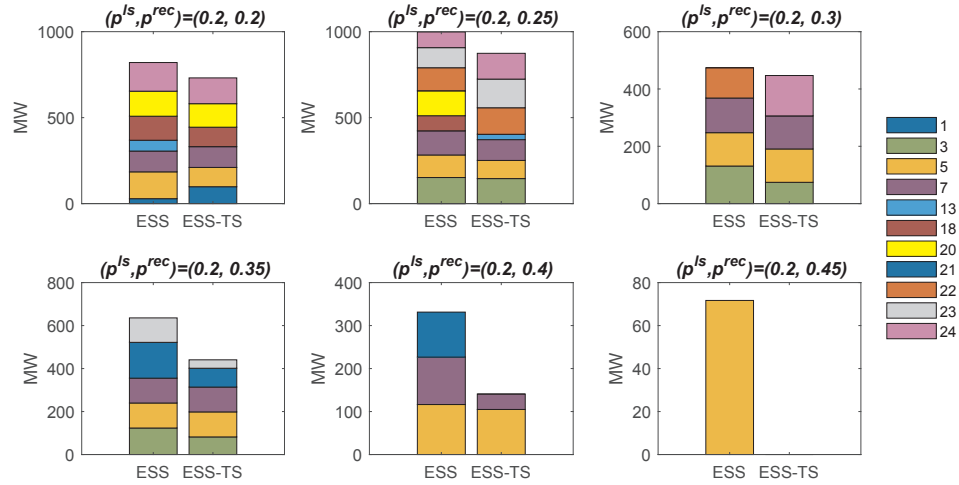 (p^ls,p^rec)=(0.2, 0.2)
1000
500
0
MW
ESS ESS-TS
(p^ls,p^rec)=(0.2, 0.25)
1000
500
0
MW
ESS ESS-TS
(p^ls,p^rec)=(0.2, 0.3)
600
400
200
0
MW
ESS ESS-TS
(p^ls,p^rec)=(0.2, 0.35)
800
600
400
200
0
MW
ESS ESS-TS
(p^ls,p^rec)=(0.2, 0.4)
400
300
200
100
0
MW
ESS ESS-TS
(p^ls,p^rec)=(0.2, 0.45)
80
60
40
20
0
MW
ESS ESS-TS
1
3
5
7
13
18
20
21
22
23
24